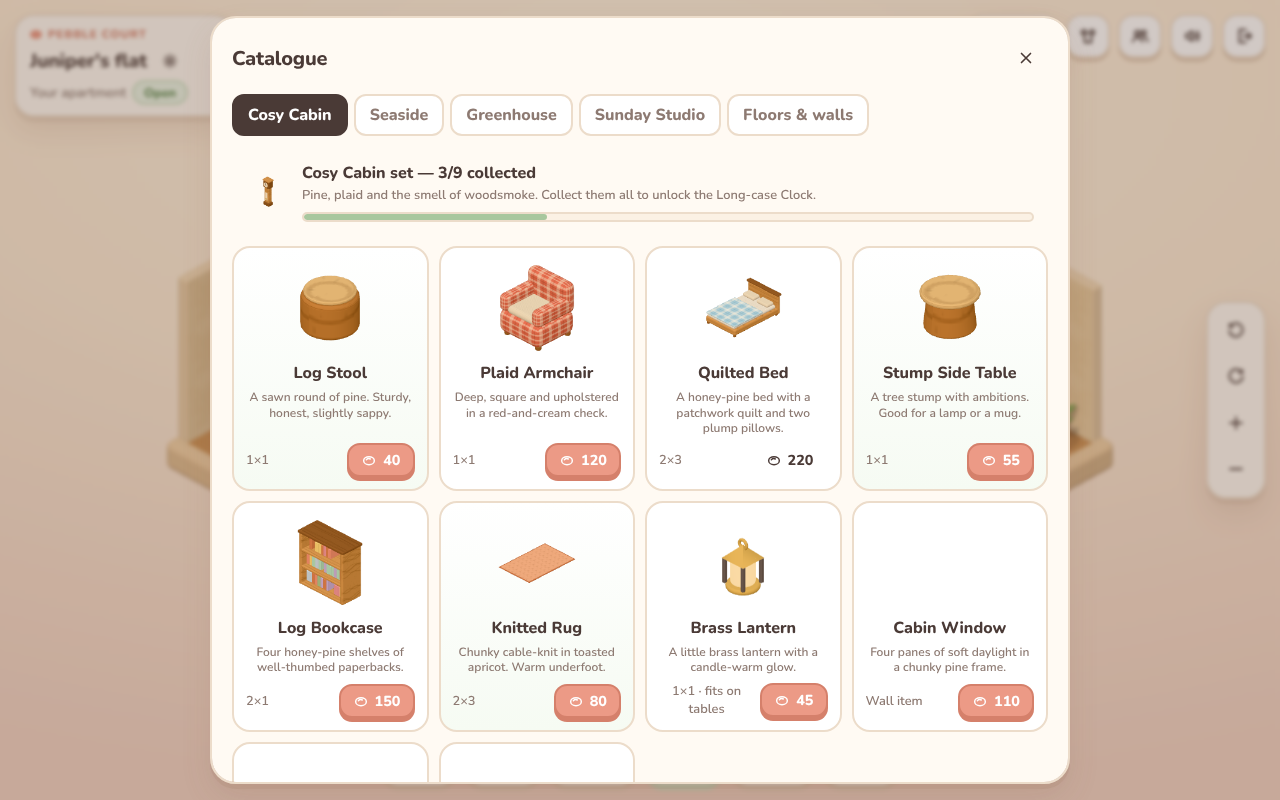 PEBBLE COURT
Juniper's flat
Your apartment Open
Catalogue
Cosy Cabin
Seaside
Greenhouse
Sunday Studio
Floors & walls
Cosy Cabin set — 3/9 collected
Pine, plaid and the smell of woodsmoke. Collect them all to unlock the Long-case Clock.
Log Stool
A sawn round of pine. Sturdy,
honest, slightly sappy.
1×1
40
Plaid Armchair
Deep, square and upholstered
in a red-and-cream check.
1×1
120
Quilted Bed
A honey-pine bed with a
patchwork quilt and two
plump pillows.
2×3
220
Stump Side Table
A tree stump with ambitions.
Good for a lamp or a mug.
1×1
55
Log Bookcase
Four honey-pine shelves of
well-thumbed paperbacks.
2×1
150
Knitted Rug
Chunky cable-knit in toasted
apricot. Warm underfoot.
2×3
80
Brass Lantern
A little brass lantern with a
candle-warm glow.
1×1 · fits on
tables
45
Cabin Window
Four panes of soft daylight in
a chunky pine frame.
Wall item
110